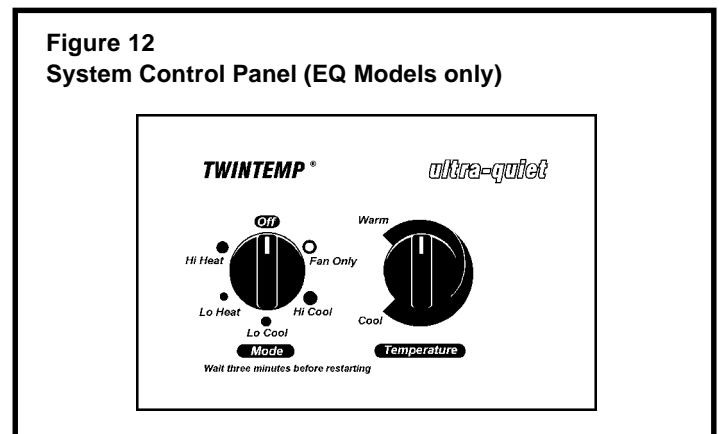 Figure 12
System Control Panel (EQ Models only)
TWINTEMP ®
ultra-quiet
Off
Hi Heat
Fan Only
Lo Heat
Hi Cool
Lo Cool
Mode
Wait three minutes before restarting
Warm
Cool
Temperature